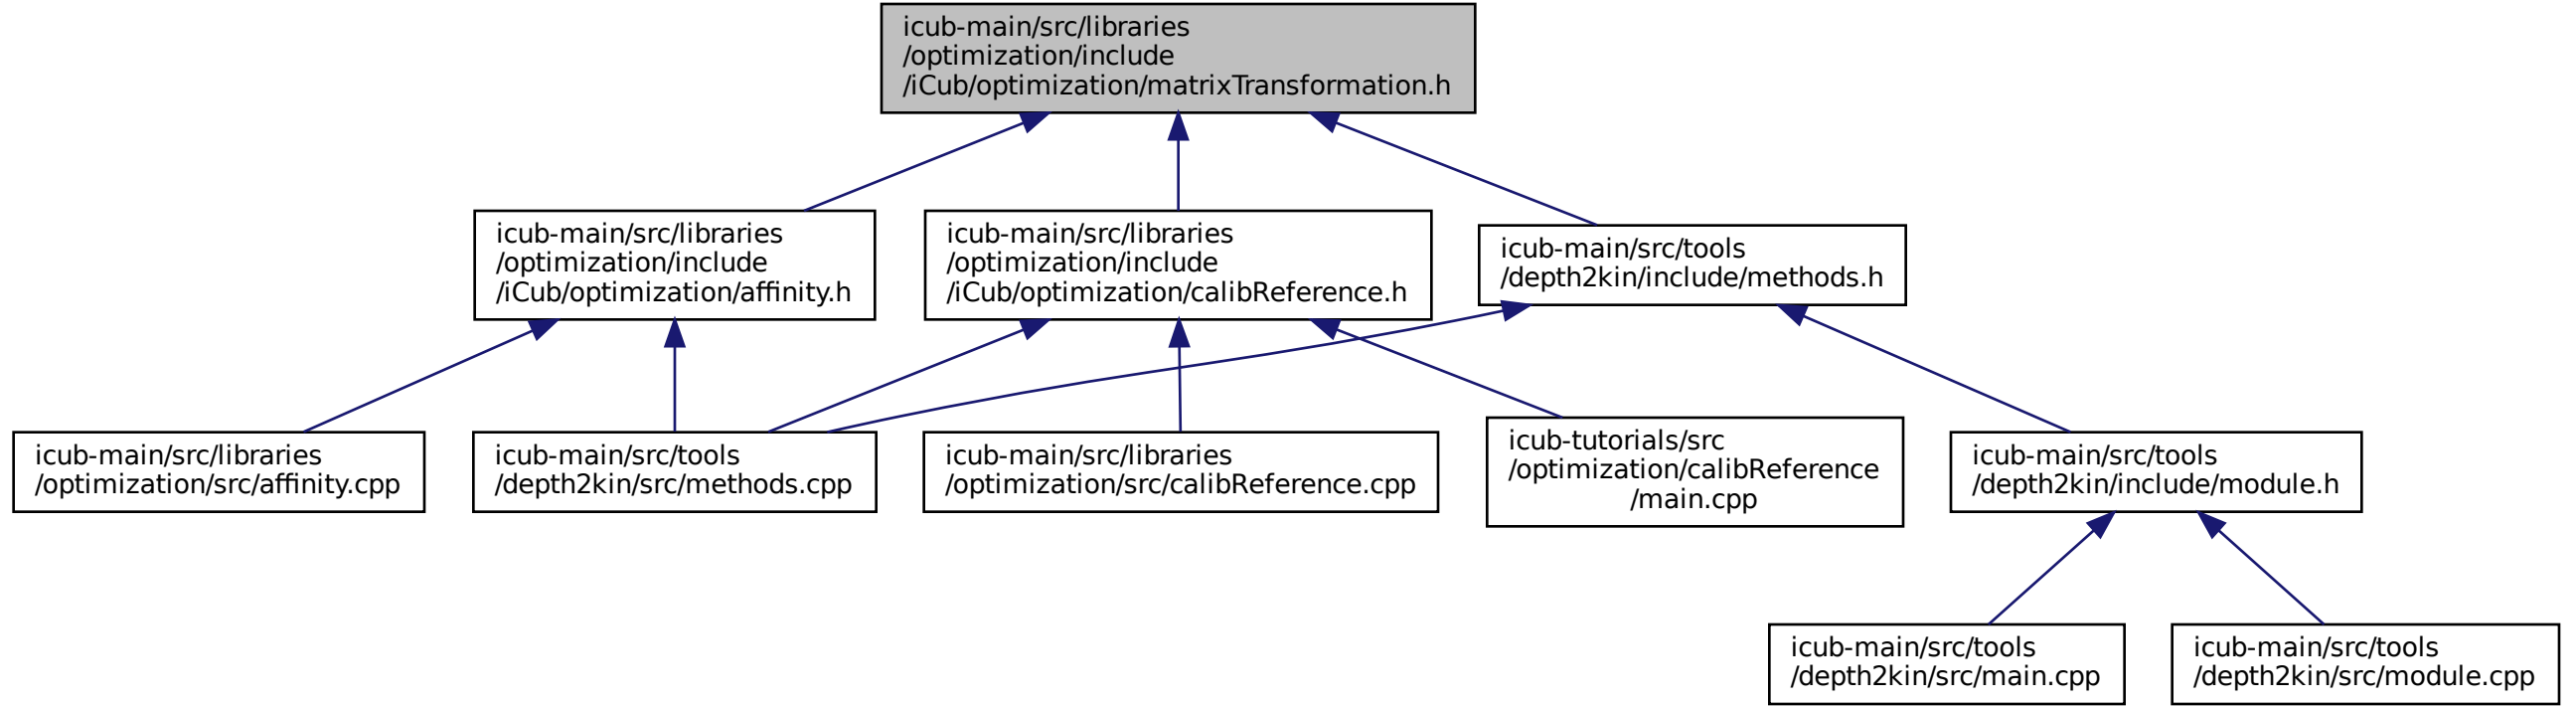 icub-main/src/libraries
/optimization/include
/iCub/optimization/matrixTransformation.h
icub-main/src/libraries
/optimization/include
/iCub/optimization/affinity.h
icub-main/src/libraries
/optimization/include
/iCub/optimization/calibReference.h
icub-main/src/tools
/depth2kin/include/methods.h
icub-main/src/libraries
/optimization/src/affinity.cpp
icub-main/src/tools
/depth2kin/src/methods.cpp
icub-main/src/libraries
/optimization/src/calibReference.cpp
icub-tutorials/src
/optimization/calibReference
/main.cpp
icub-main/src/tools
/depth2kin/include/module.h
icub-main/src/tools
/depth2kin/src/main.cpp
icub-main/src/tools
/depth2kin/src/module.cpp